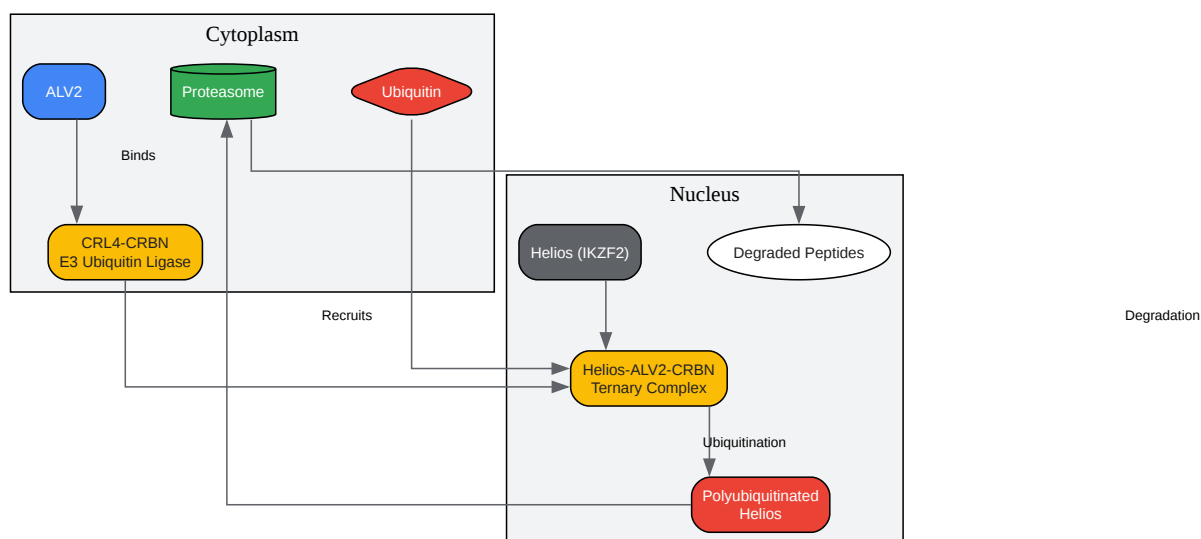 Cytoplasm
ALV2
Proteasome
Ubiquitin
Binds
Nucleus
CRL4-CRBN
E3 Ubiquitin Ligase
Helios (IKZF2)
Degraded Peptides
Recruits
Degradation
Helios-ALV2-CRBN
Ternary Complex
Ubiquitination
Polyubiquitinated
Helios